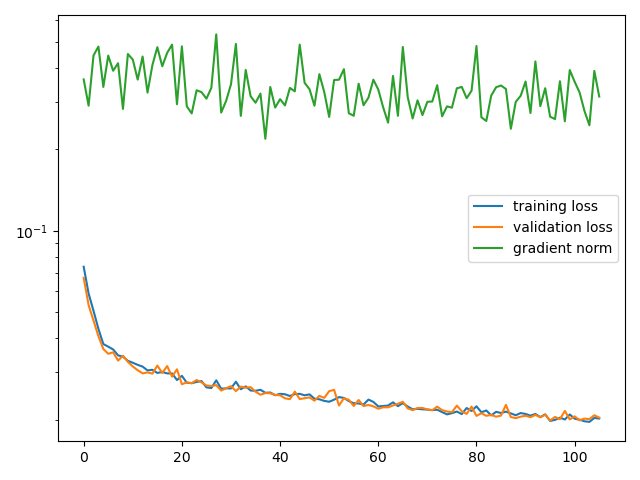 10⁻¹
training loss
validation loss
gradient norm
0 20 40 60 80 100